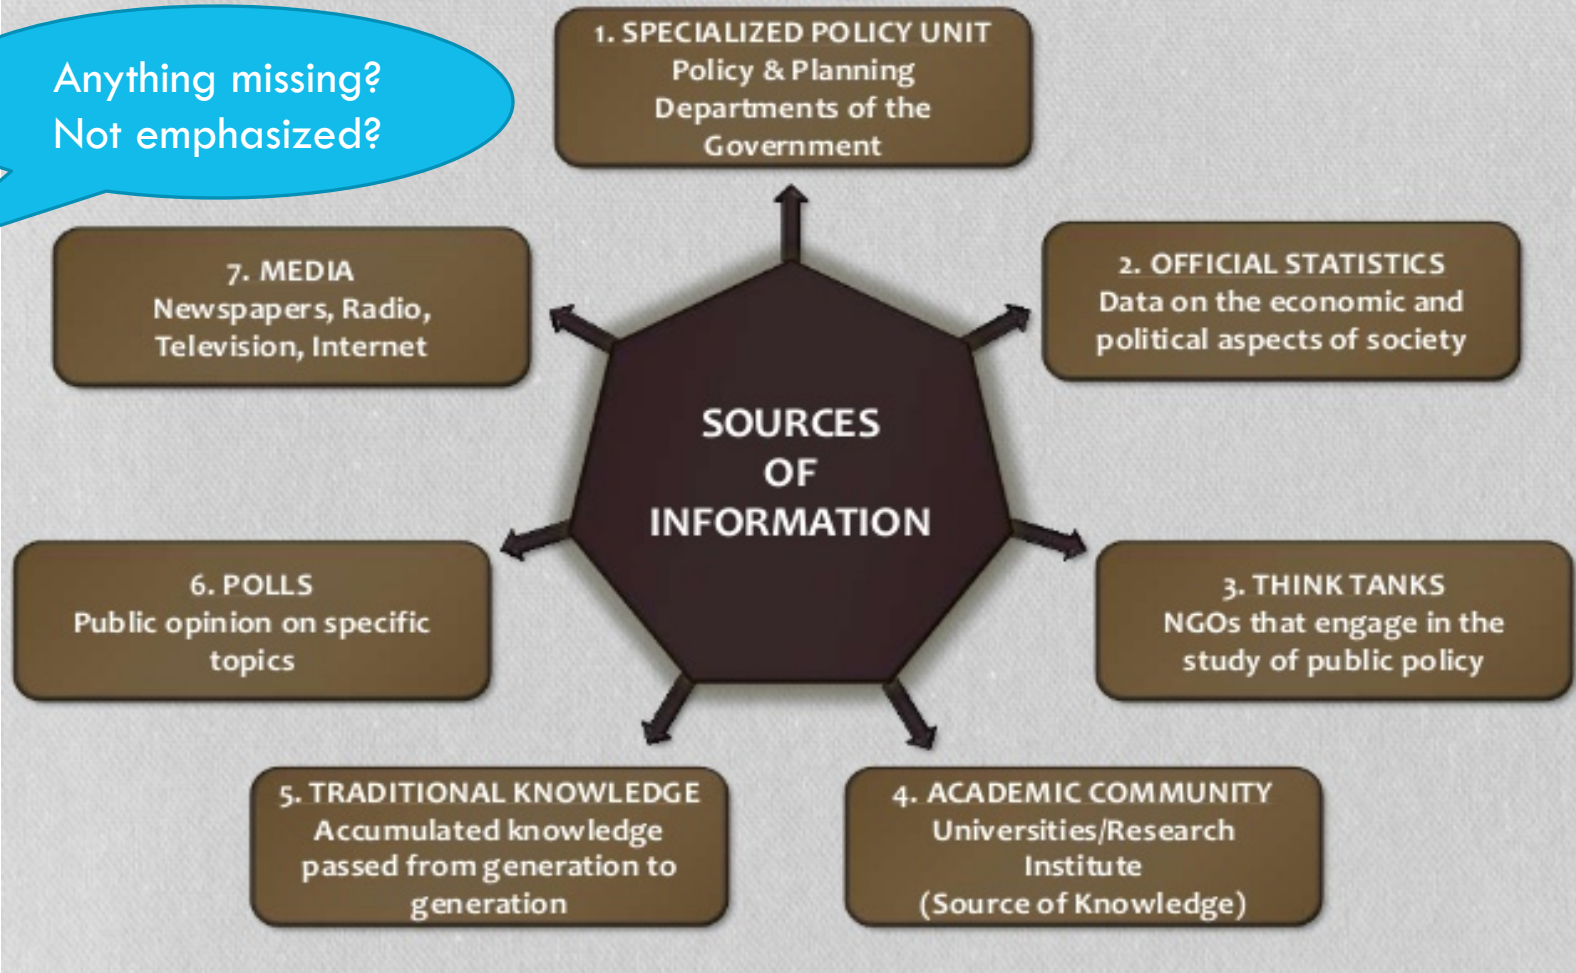 Anything missing?
Not emphasized?
1. SPECIALIZED POLICY UNIT
Policy & Planning
Departments of the
Government
2. OFFICIAL STATISTICS
Data on the economic and
political aspects of society
3. THINK TANKS
NGOs that engage in the
study of public policy
4. ACADEMIC COMMUNITY
Universities/Research
Institute
(Source of Knowledge)
5. TRADITIONAL KNOWLEDGE
Accumulated knowledge
passed from generation to
generation
6. POLLS
Public opinion on specific
topics
7. MEDIA
Newspapers, Radio,
Television, Internet
SOURCES
OF
INFORMATION